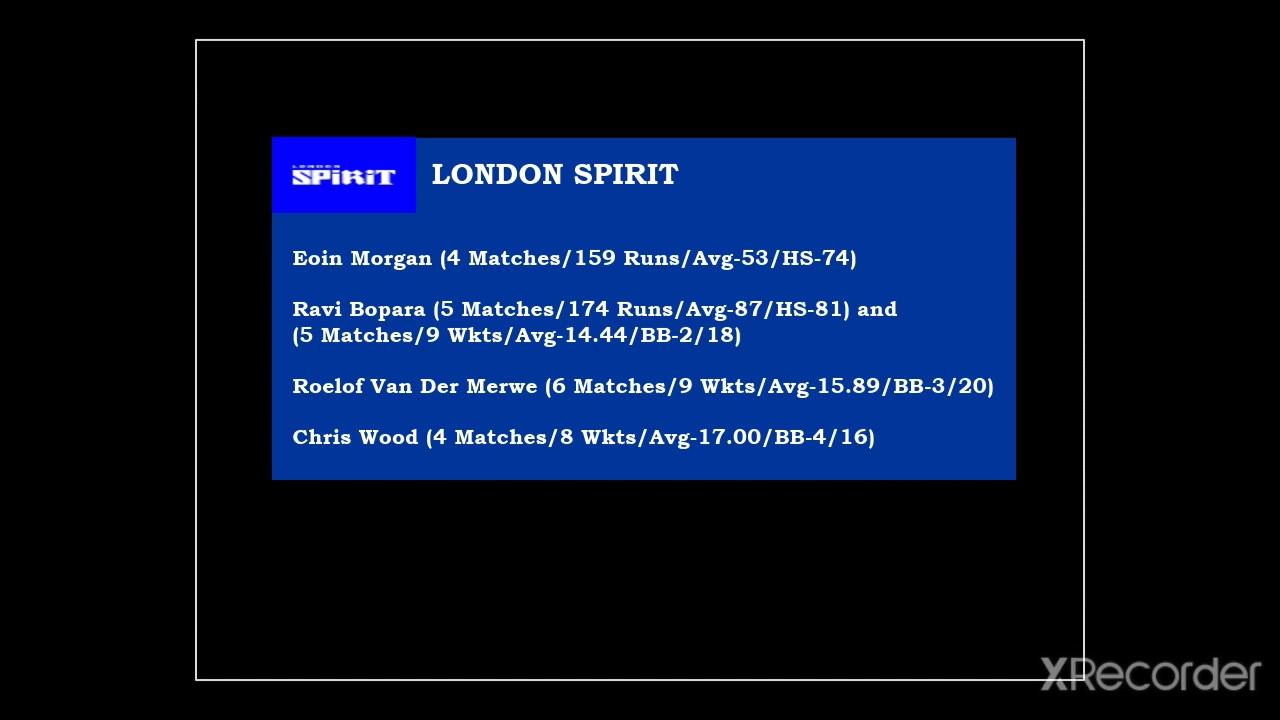 LONDON
SPIRIT
LONDON SPIRIT
Eoin Morgan (4 Matches/159 Runs/Avg-53/HS-74)
Ravi Bopara (5 Matches/174 Runs/Avg-87/HS-81) and
(5 Matches/9 Wkts/Avg-14.44/BB-2/18)
Roelof Van Der Merwe (6 Matches/9 Wkts/Avg-15.89/BB-3/20)
Chris Wood (4 Matches/8 Wkts/Avg-17.00/BB-4/16)
XRecorder